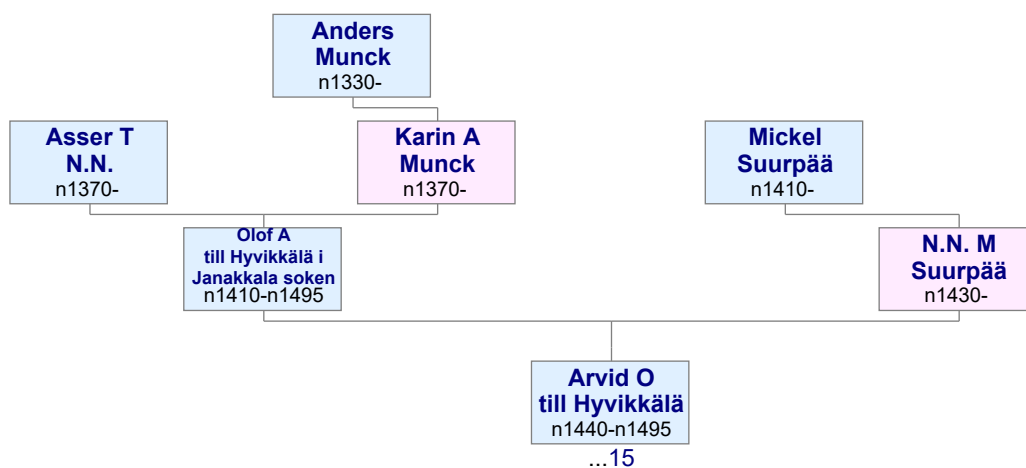 Anders
Munck
n1330-
Asser T
N.N.
n1370-
Karin A
Munck
n1370-
Mickel
Suurpää
n1410-
Olof A
till Hyvikkälä i
Janakkala soken
n1410-n1495
N.N. M
Suurpää
n1430-
Arvid O
till Hyvikkälä
n1440-n1495
...15